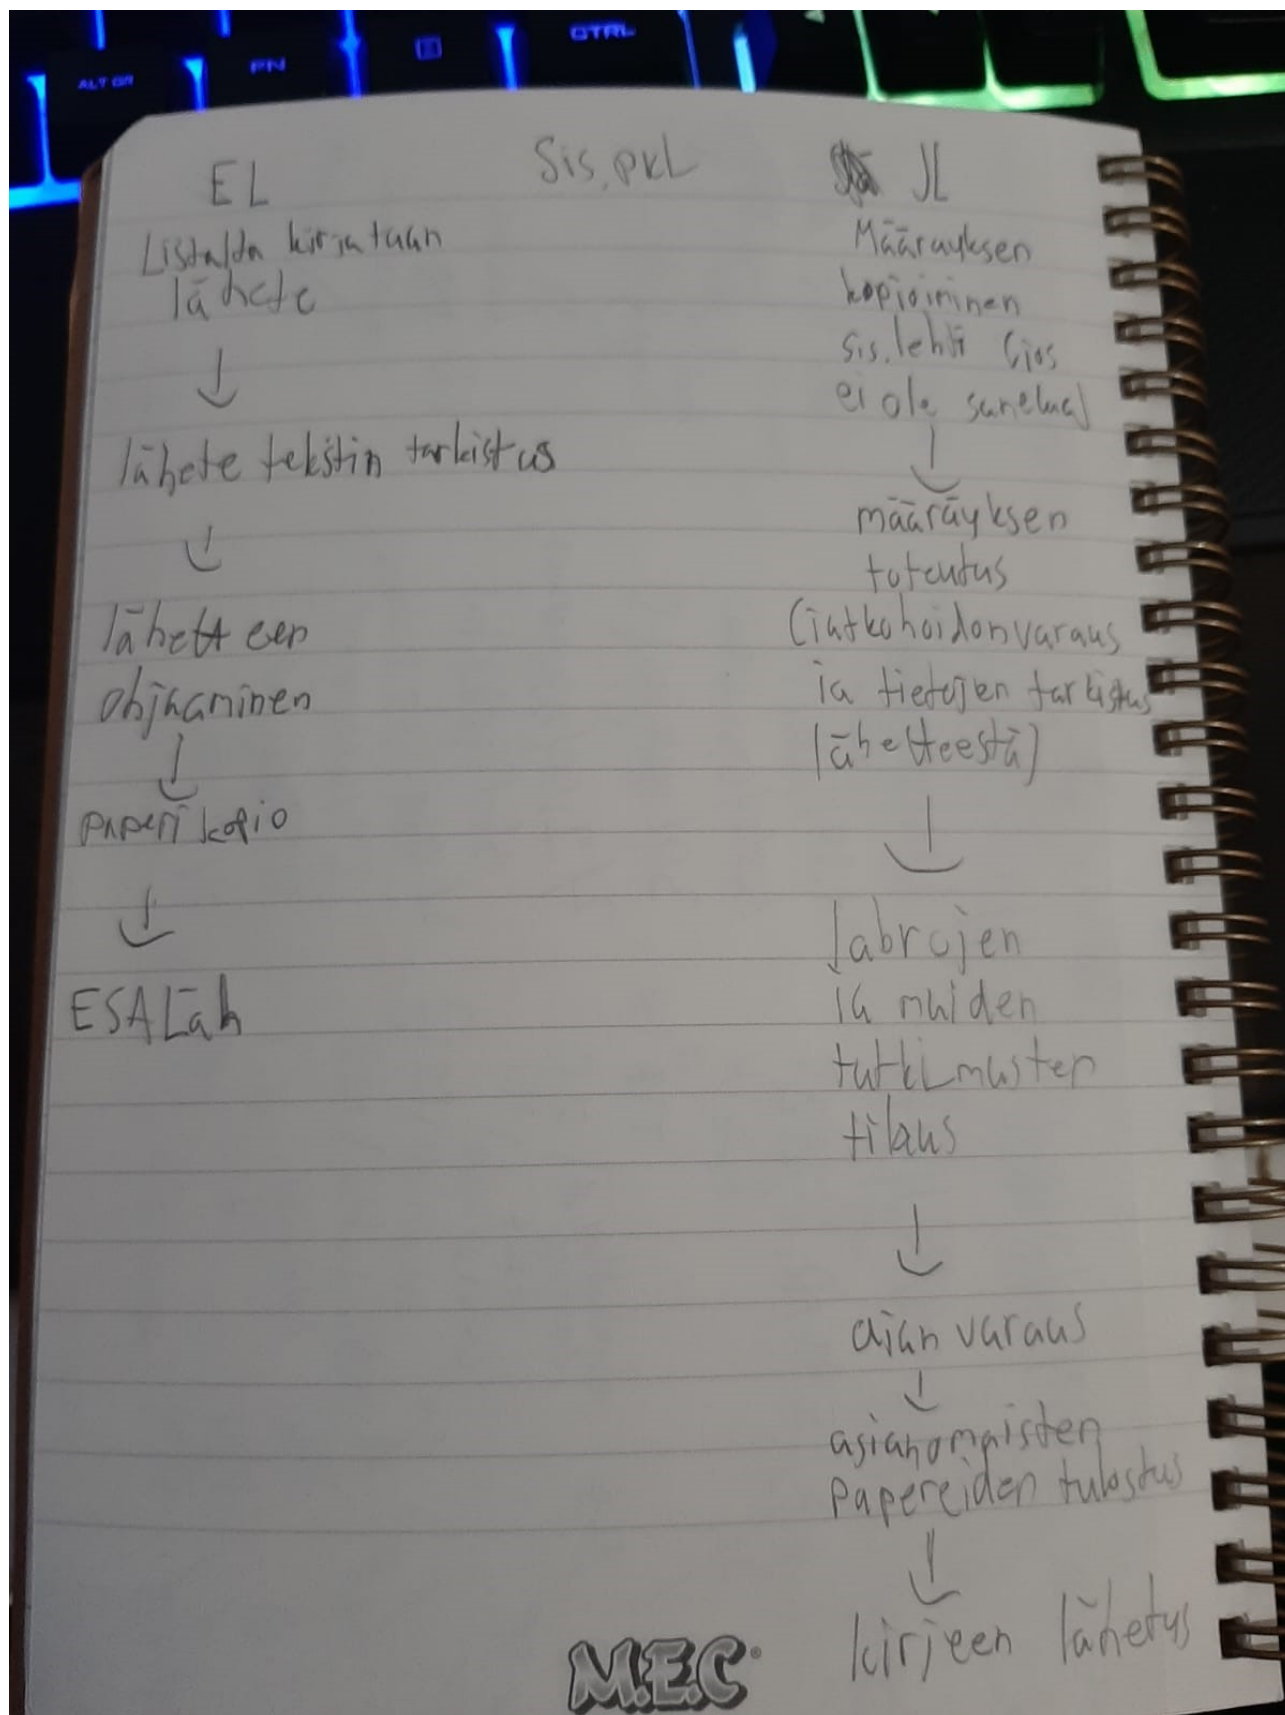 ALT GR
FN
CTRL
Sis.pkl
EL
Listalda kirjataan
lähete
lähete tekstin tarkistus
lähetteen
ohjaaminen
paperi kopio
ESALäh
JL
Määräyksen
kopioiminen
sis.lehti (jos
ei ole sanelua)
määräyksen
toteutus
(jatkohoidonvaraus
ja tietojen tarkistus
lähetteestä)
labrojen
ja muiden
tutkimusten
tilaus
ajan varaus
asianomaisten
papereiden tulostus
kirjeen lähetys
M.E.C